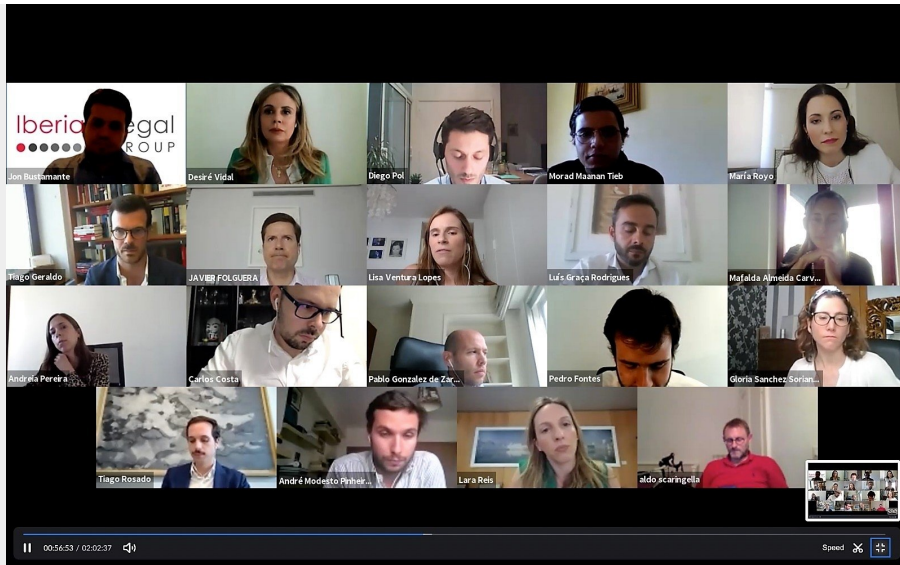 Iberia egal
ROUP
Jon Bustamante
Desiré Vidal
Diego Pol
Morad Maanan Tieb
María Royo
Tiago Geraldo
JAVIER FOLGUERA
Lisa Ventura Lopes
Luís Graça Rodrigues
Mafalda Almeida Carv...
Andreia Pereira
Carlos Costa
Pablo Gonzalez de Zar...
Pedro Fontes
Gloria Sanchez Sorian...
Tiago Rosado
André Modesto Pinheir...
Lara Reis
aldo scaringella
00:56:53 / 02:02:37
Speed